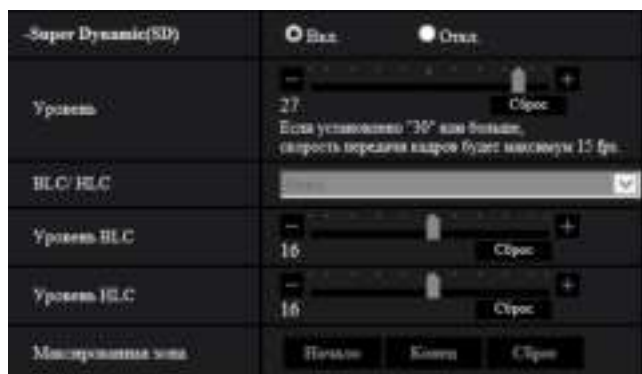 -Super Dynamic(SD)
Вкл.
Откл.
Уровень
27
Сброс
Если установлено "30" или больше,
скорость передачи кадров будет максимум 15 fps.
BLC/ HLC
Откл.
Уровень BLC
16
Сброс
Уровень HLC
16
Сброс
Маскированная зона
Начало
Конец
Сброс